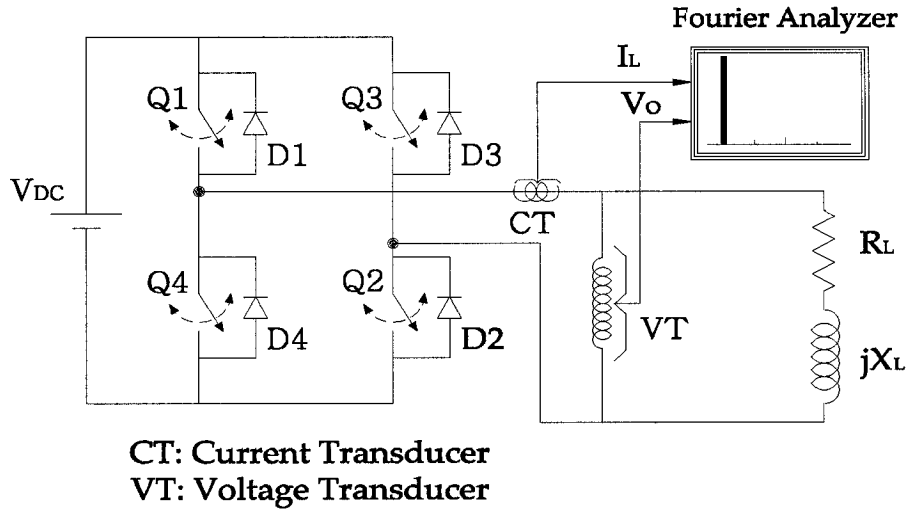 Fourier Analyzer
IL
Vo
Q1
Q3
D1
D3
VDC
CT
RL
Q4
Q2
VT
D4
D2
jXL
CT: Current Transducer
VT: Voltage Transducer